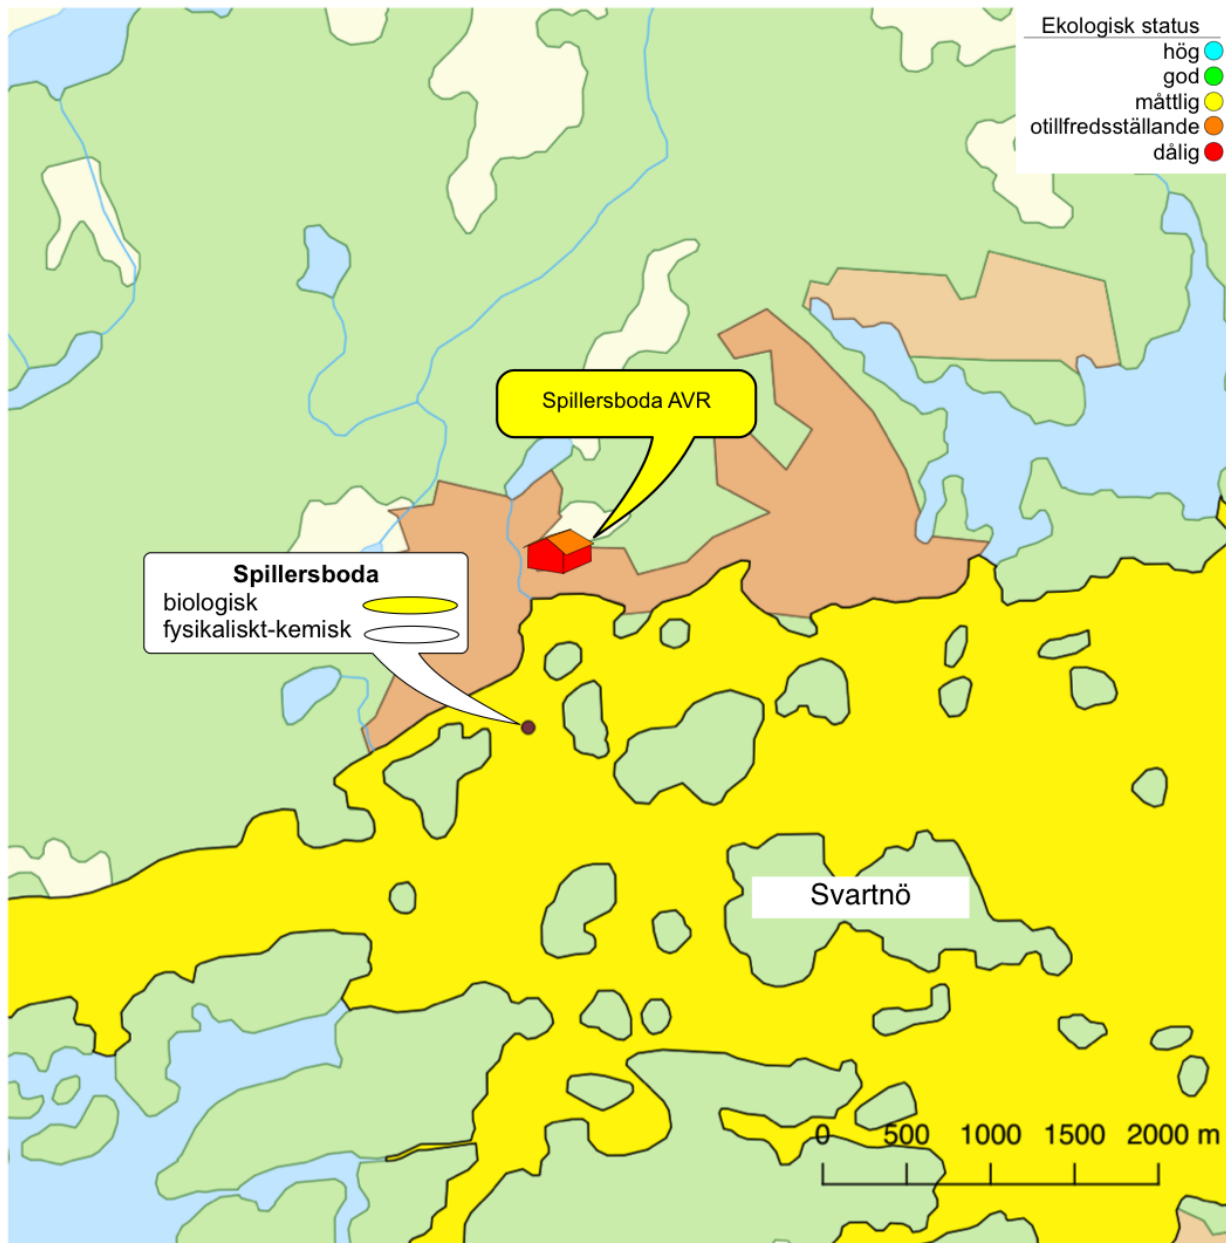 Ekologisk status
hög
god
måttlig
otillfredsställande
dålig
Spillersboda AVR
Spillersboda
biologisk
fysikaliskt-kemisk
Svartnö
0 500 1000 1500 2000 m